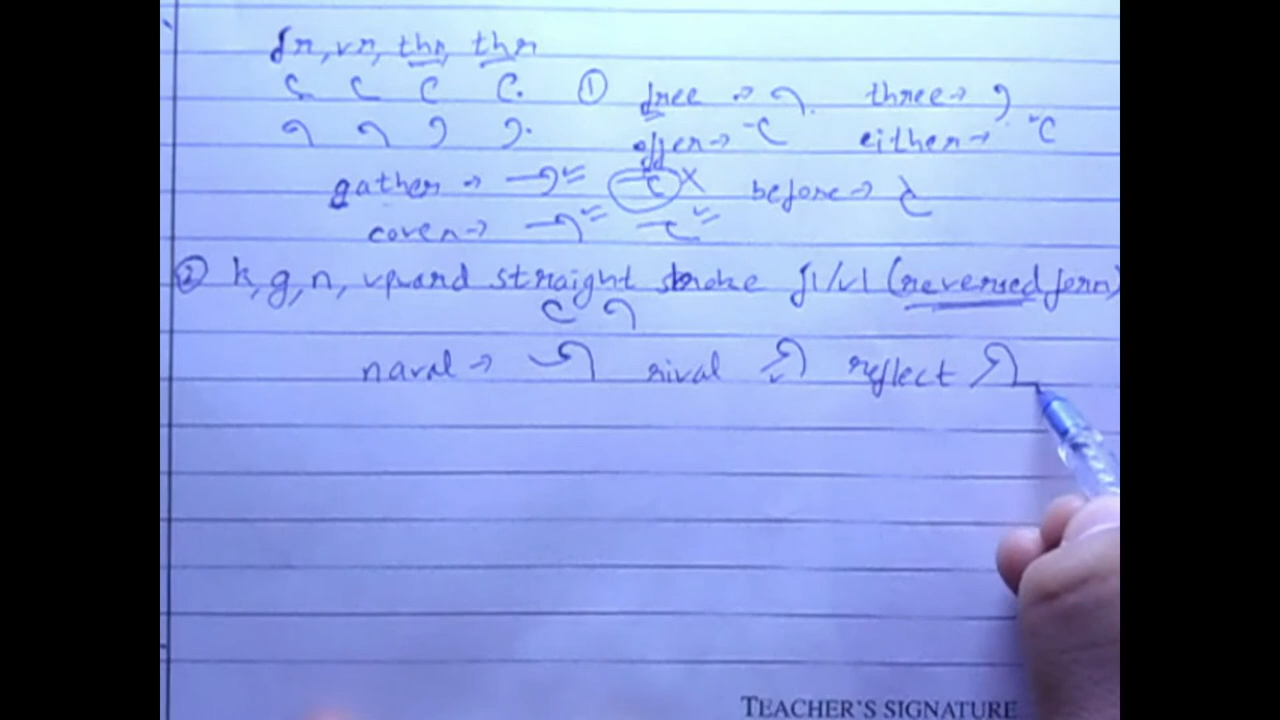 fr, vr, thr, thr
① free → three →
offer → either →
gather → × before →
cover →
② k, g, n, upward straight stroke fl/vl (reversed form)
naval → rival reflect
TEACHER'S SIGNATURE